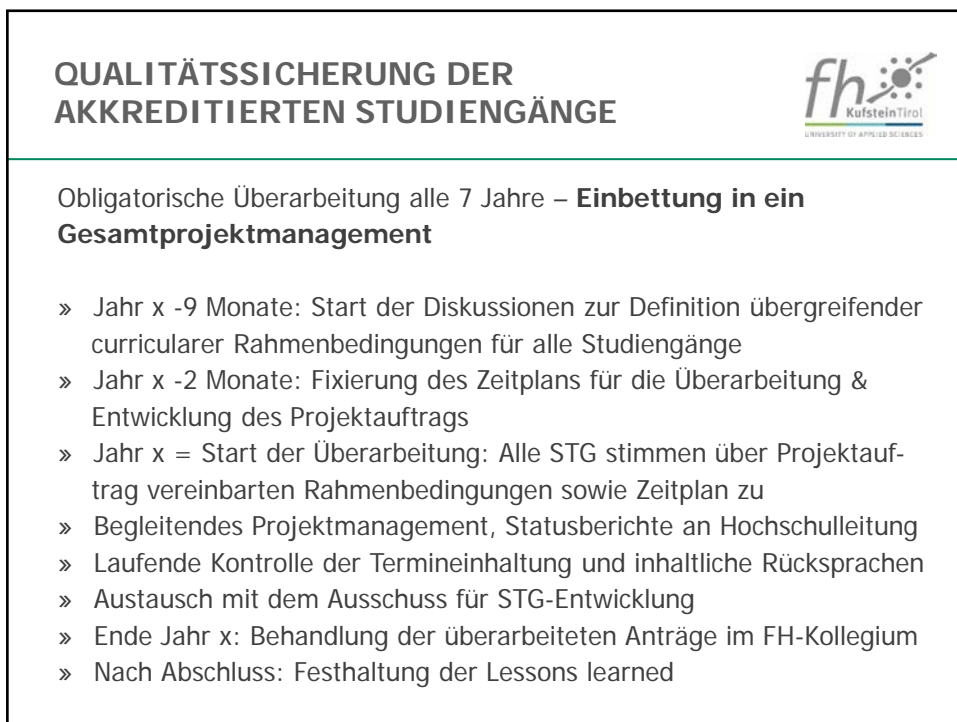 QUALITÄTSSICHERUNG DER
AKKREDITIERTEN STUDIENGÄNGE
fh
KufsteinTirol
UNIVERSITY OF APPLIED SCIENCES
Obligatorische Überarbeitung alle 7 Jahre – Einbettung in ein
Gesamtprojektmanagement
» Jahr x -9 Monate: Start der Diskussionen zur Definition übergreifender
curricularer Rahmenbedingungen für alle Studiengänge
» Jahr x -2 Monate: Fixierung des Zeitplans für die Überarbeitung &
Entwicklung des Projektauftrags
» Jahr x = Start der Überarbeitung: Alle STG stimmen über Projektauf-
trag vereinbarten Rahmenbedingungen sowie Zeitplan zu
» Begleitendes Projektmanagement, Statusberichte an Hochschulleitung
» Laufende Kontrolle der Termineinhaltung und inhaltliche Rücksprachen
» Austausch mit dem Ausschuss für STG-Entwicklung
» Ende Jahr x: Behandlung der überarbeiteten Anträge im FH-Kollegium
» Nach Abschluss: Festhaltung der Lessons learned